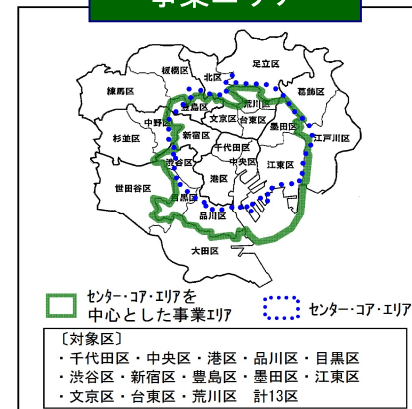 事業エリア
足立区
板橋区
北区
葛飾区
練馬区
豊島区
荒川区
文京区
台東区
中野区
墨田区
杉並区
新宿区
江戸川区
千代田区
中央区
渋谷区
江東区
港区
世田谷区
目黒区
品川区
大田区
センター・コア・エリアを
中心とした事業エリア
センター・コア・エリア
〔対象区〕
・千代田区・中央区・港区・品川区・目黒区
・渋谷区・新宿区・豊島区・墨田区・江東区
・文京区・台東区・荒川区 計13区